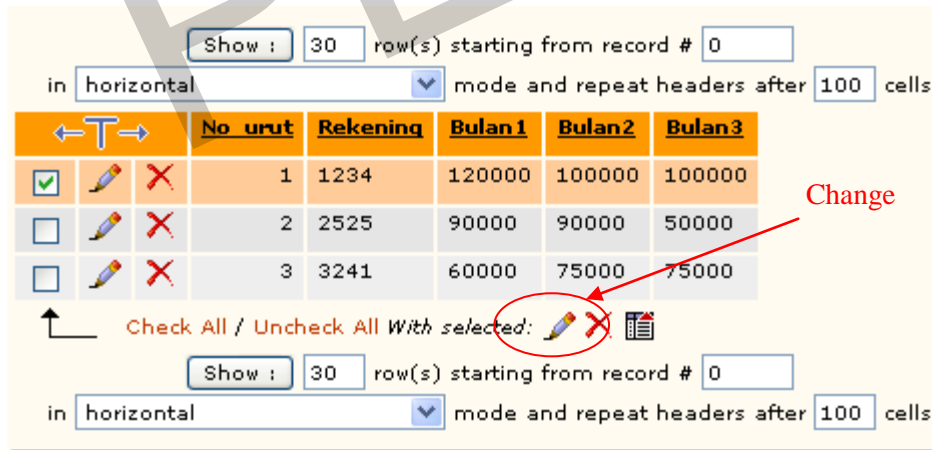 Show : 30 row(s) starting from record # 0
in horizontal mode and repeat headers after 100 cells
No_urut Rekening Bulan1 Bulan2 Bulan3
1 1234 120000 100000 100000
Change
2 2525 90000 90000 50000
3 3241 60000 75000 75000
Check All / Uncheck All With selected:
Show : 30 row(s) starting from record # 0
in horizontal mode and repeat headers after 100 cells